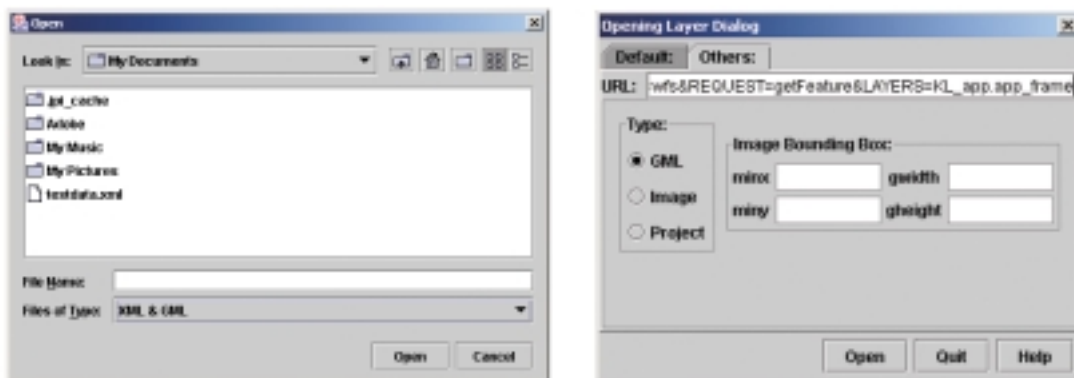 Open
Look In: My Documents
.jpi_cache
Adobe
My Music
My Pictures
testdata.xml
File Name:
Files of Type: XML & GML
Open Cancel
Opening Layer Dialog
Default: Others:
URL: wfs&REQUEST=getFeature&LAYERS=KL_app.app_frame
Type:
GML
Image
Project
Image Bounding Box:
minx gwidth
miny gheight
Open Quit Help